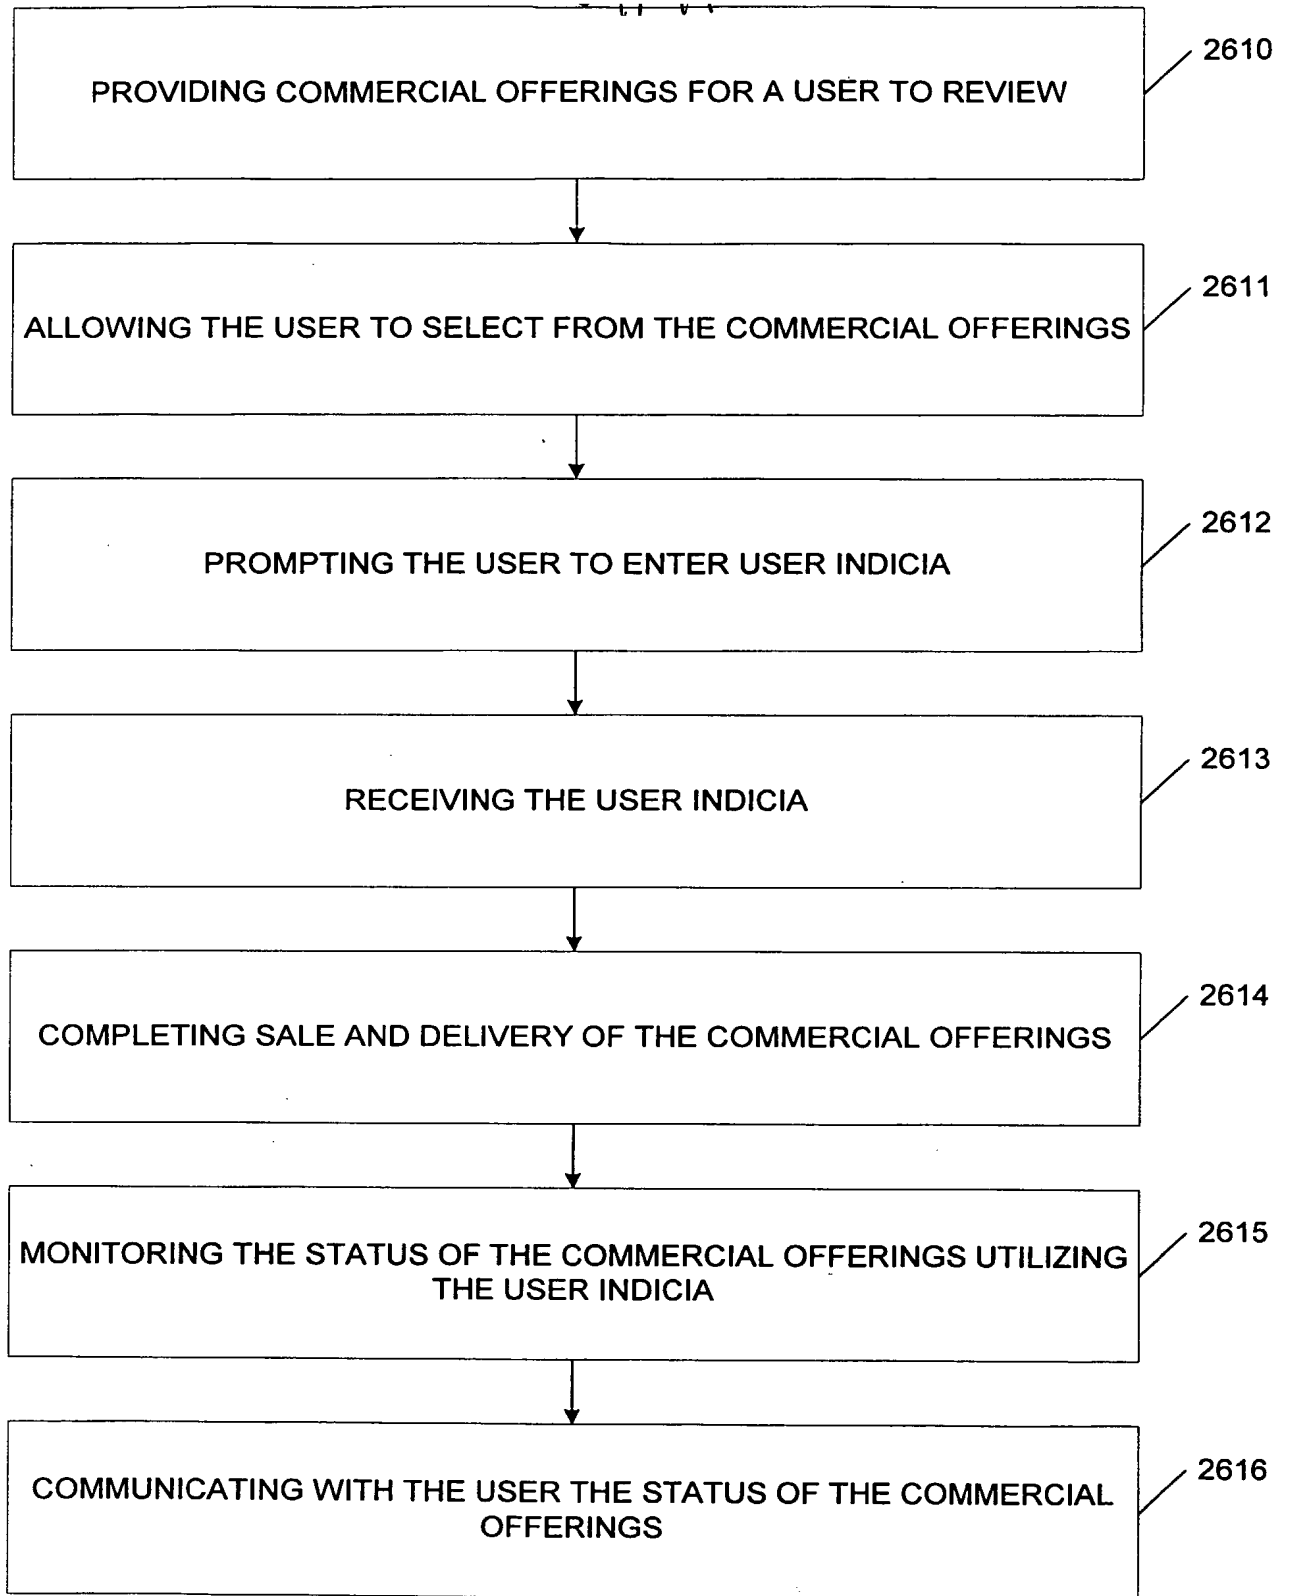 PROVIDING COMMERCIAL OFFERINGS FOR A USER TO REVIEW
2610
ALLOWING THE USER TO SELECT FROM THE COMMERCIAL OFFERINGS
2611
PROMPTING THE USER TO ENTER USER INDICIA
2612
RECEIVING THE USER INDICIA
2613
COMPLETING SALE AND DELIVERY OF THE COMMERCIAL OFFERINGS
2614
MONITORING THE STATUS OF THE COMMERCIAL OFFERINGS UTILIZING
THE USER INDICIA
2615
COMMUNICATING WITH THE USER THE STATUS OF THE COMMERCIAL
OFFERINGS
2616